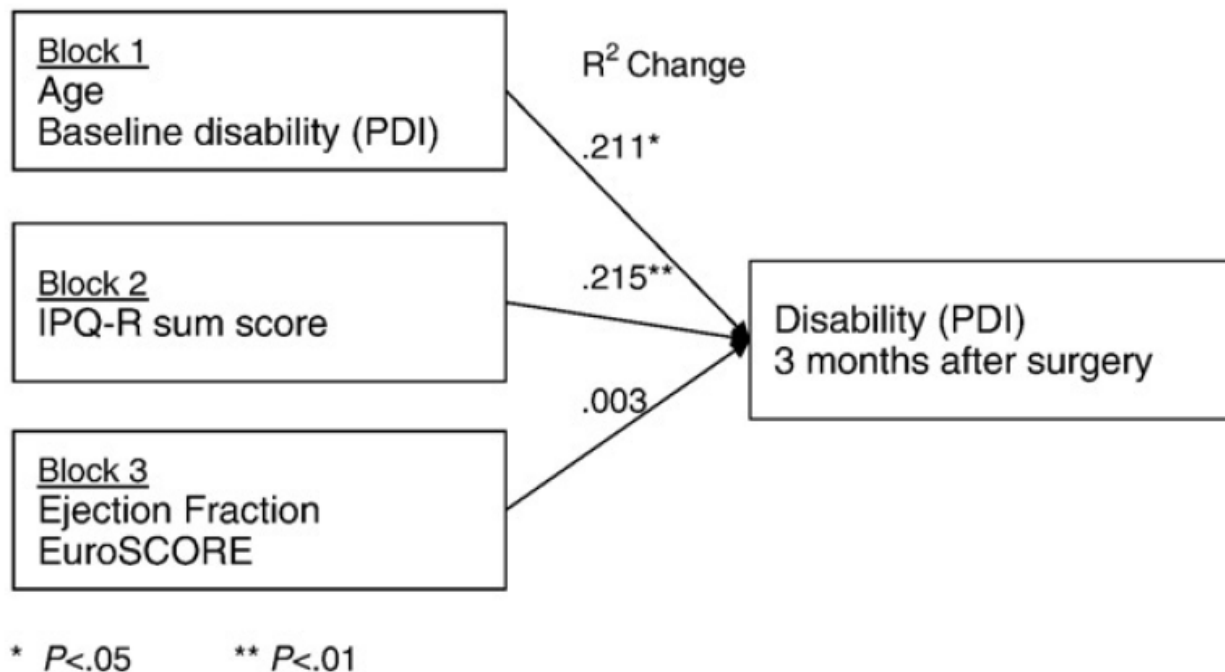 Block 1
Age
Baseline disability (PDI)
R² Change
.211*
Block 2
IPQ-R sum score
.215**
Disability (PDI)
3 months after surgery
.003
Block 3
Ejection Fraction
EuroSCORE
* P<.05 ** P<.01